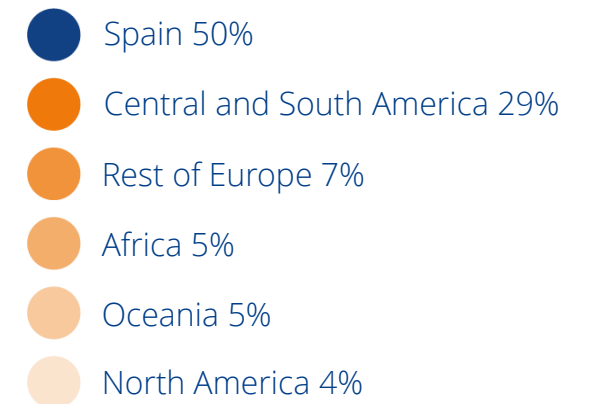 Spain 50%
Central and South America 29%
Rest of Europe 7%
Africa 5%
Oceania 5%
North America 4%